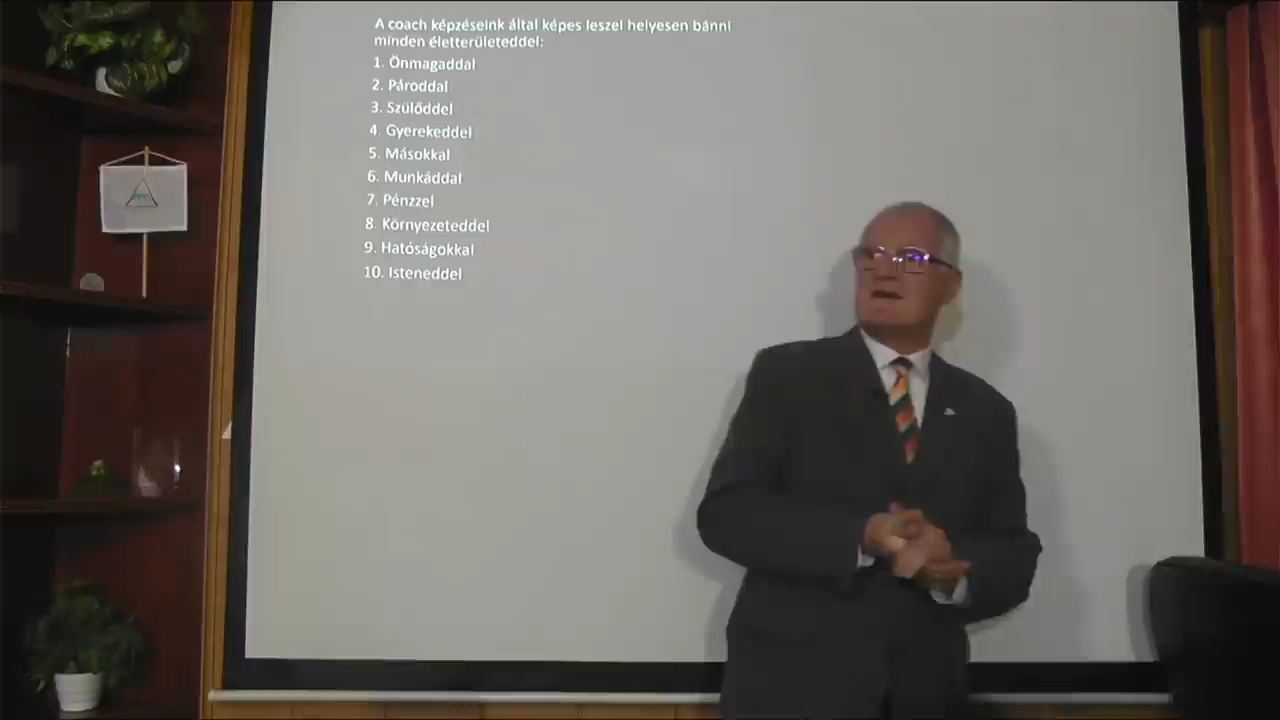 A coach képzéseink által képes leszel helyesen bánni
minden életterületeddel:
1. Önmagaddal
2. Pároddal
3. Szülőddel
4. Gyerekeddel
5. Másokkal
6. Munkáddal
7. Pénzzel
8. Környezeteddel
9. Hatóságokkal
10. Isteneddel